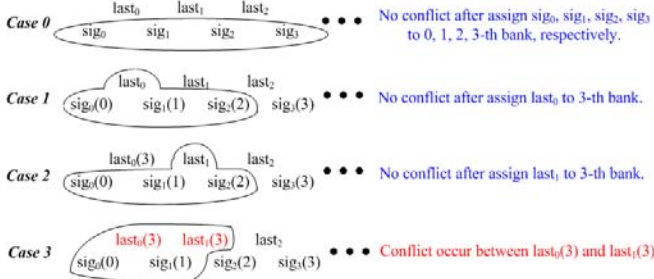 last₀ last₁ last₂
Case 0 sig₀ sig₁ sig₂ sig₃ • • • No conflict after assign sig₀, sig₁, sig₂, sig₃
to 0, 1, 2, 3-th bank, respectively.
last₀ last₁ last₂
Case 1 sig₀(0) sig₁(1) sig₂(2) sig₃(3) • • • No conflict after assign last₀ to 3-th bank.
last₀(3) last₁ last₂
Case 2 sig₀(0) sig₁(1) sig₂(2) sig₃(3) • • • No conflict after assign last₁ to 3-th bank.
last₀(3) last₁(3) last₂
Case 3 sig₀(0) sig₁(1) sig₂(2) sig₃(3) • • • Conflict occur between last₀(3) and last₁(3)